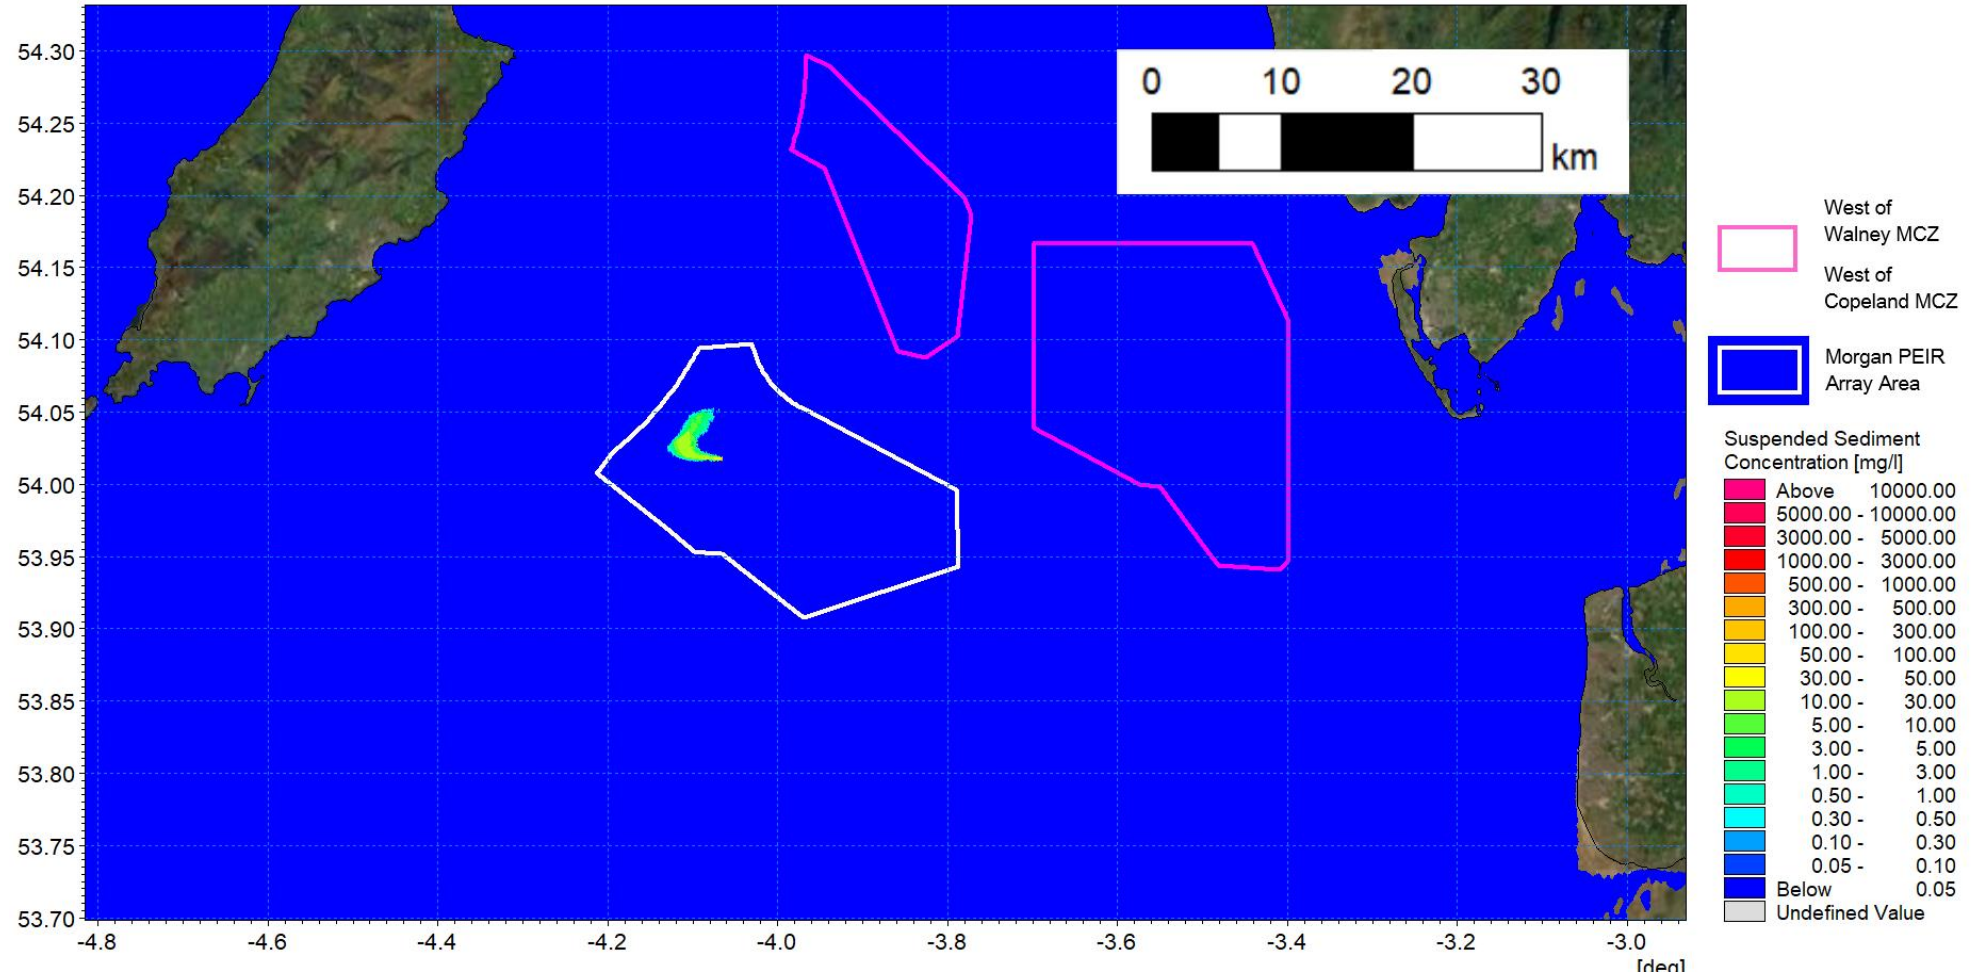 54.30
54.25
54.20
54.15
54.10
54.05
54.00
53.95
53.90
53.85
53.80
53.75
53.70
-4.8 -4.6 -4.4 -4.2 -4.0 -3.8 -3.6 -3.4 -3.2 -3.0
[deg]
0 10 20 30
km
West of
Walney MCZ
West of
Copeland MCZ
Morgan PEIR
Array Area
Suspended Sediment
Concentration [mg/l]
Above 10000.00
5000.00 - 10000.00
3000.00 - 5000.00
1000.00 - 3000.00
500.00 - 1000.00
300.00 - 500.00
100.00 - 300.00
50.00 - 100.00
30.00 - 50.00
10.00 - 30.00
5.00 - 10.00
3.00 - 5.00
1.00 - 3.00
0.50 - 1.00
0.30 - 0.50
0.10 - 0.30
0.05 - 0.10
Below 0.05
Undefined Value